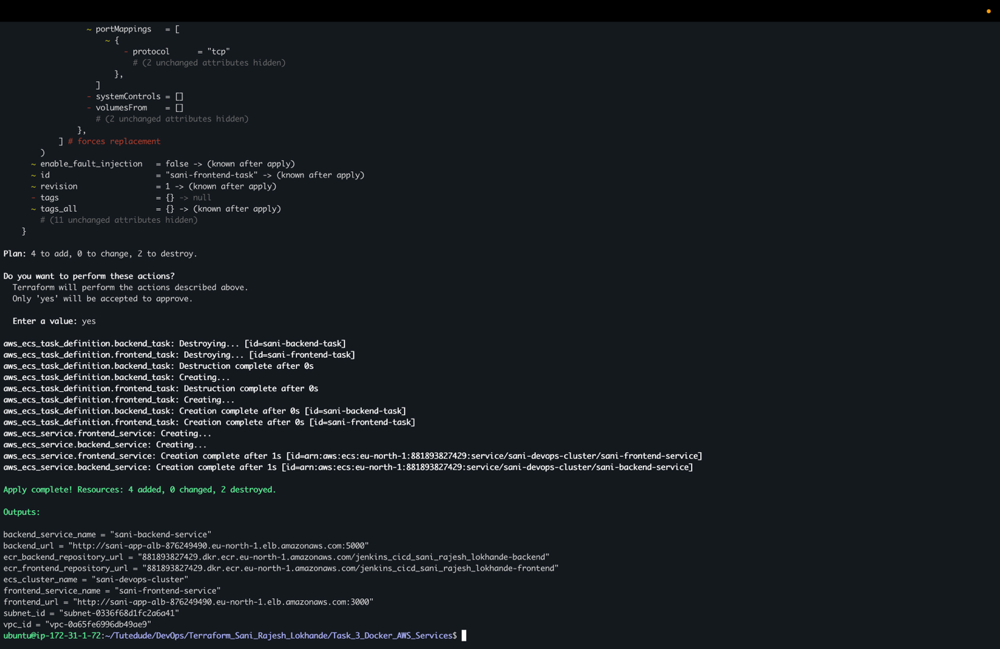 ~ portMappings   = [
~ {
- protocol      = "tcp"
# (2 unchanged attributes hidden)
},
]
- systemControls = []
- volumesFrom    = []
# (2 unchanged attributes hidden)
},
] # forces replacement
)
~ enable_fault_injection   = false -> (known after apply)
~ id                       = "sani-frontend-task" -> (known after apply)
~ revision                 = 1 -> (known after apply)
- tags                     = {} -> null
~ tags_all                 = {} -> (known after apply)
# (11 unchanged attributes hidden)
}
Plan: 4 to add, 0 to change, 2 to destroy.
Do you want to perform these actions?
Terraform will perform the actions described above.
Only 'yes' will be accepted to approve.
Enter a value: yes
aws_ecs_task_definition.backend_task: Destroying... [id=sani-backend-task]
aws_ecs_task_definition.frontend_task: Destroying... [id=sani-frontend-task]
aws_ecs_task_definition.backend_task: Destruction complete after 0s
aws_ecs_task_definition.backend_task: Creating...
aws_ecs_task_definition.frontend_task: Destruction complete after 0s
aws_ecs_task_definition.frontend_task: Creating...
aws_ecs_task_definition.backend_task: Creation complete after 0s [id=sani-backend-task]
aws_ecs_task_definition.frontend_task: Creation complete after 0s [id=sani-frontend-task]
aws_ecs_service.frontend_service: Creating...
aws_ecs_service.backend_service: Creating...
aws_ecs_service.frontend_service: Creation complete after 1s [id=arn:aws:ecs:eu-north-1:881893827429:service/sani-devops-cluster/sani-frontend-service]
aws_ecs_service.backend_service: Creation complete after 1s [id=arn:aws:ecs:eu-north-1:881893827429:service/sani-devops-cluster/sani-backend-service]
Apply complete! Resources: 4 added, 0 changed, 2 destroyed.
Outputs:
backend_service_name = "sani-backend-service"
backend_url = "http://sani-app-alb-876249490.eu-north-1.elb.amazonaws.com:5000"
ecr_backend_repository_url = "881893827429.dkr.ecr.eu-north-1.amazonaws.com/jenkins_cicd_sani_rajesh_lokhande-backend"
ecr_frontend_repository_url = "881893827429.dkr.ecr.eu-north-1.amazonaws.com/jenkins_cicd_sani_rajesh_lokhande-frontend"
ecs_cluster_name = "sani-devops-cluster"
frontend_service_name = "sani-frontend-service"
frontend_url = "http://sani-app-alb-876249490.eu-north-1.elb.amazonaws.com:3000"
subnet_id = "subnet-0336f68d1fc2a6a41"
vpc_id = "vpc-0a65fe6996db49ae9"
ubuntu@ip-172-31-1-72:~/Tutedude/DevOps/Terraform_Sani_Rajesh_Lokhande/Task_3_Docker_AWS_Services$